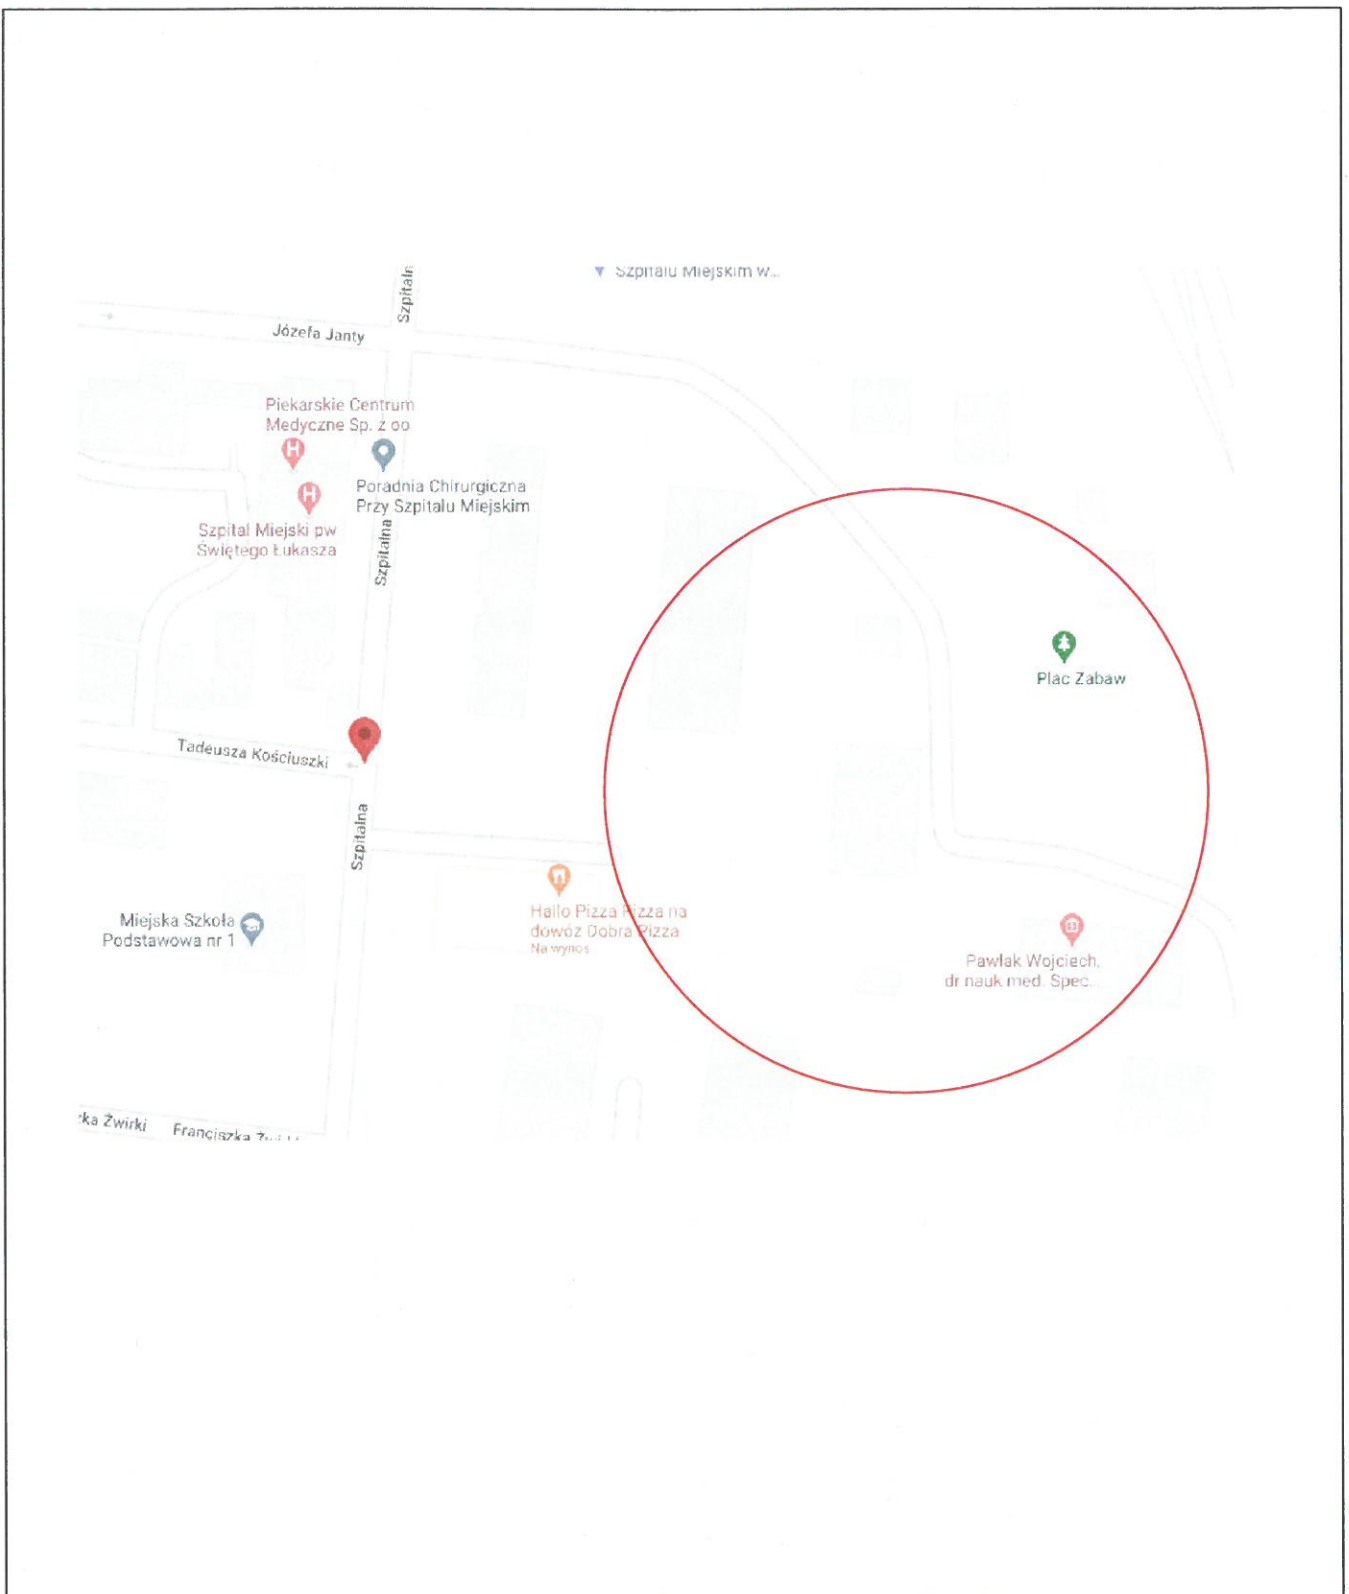 Szpitalu Miejskim w...
Szpitaln
Józefa Janty
Piekarskie Centrum
Medyczne Sp. z oo
Poradnia Chirurgiczna
Przy Szpitalu Miejskim
Szpital Miejski pw
Świętego Łukasza
Szpitalna
Plac Zabaw
Tadeusza Kościuszki
Szpitalna
Hallo Pizza Pizza na
dowóz Dobra Pizza
Na wynos
Miejska Szkoła
Podstawowa nr 1
Pawlak Wojciech,
dr nauk med. Spec...
ka Żwirki
Franciszka